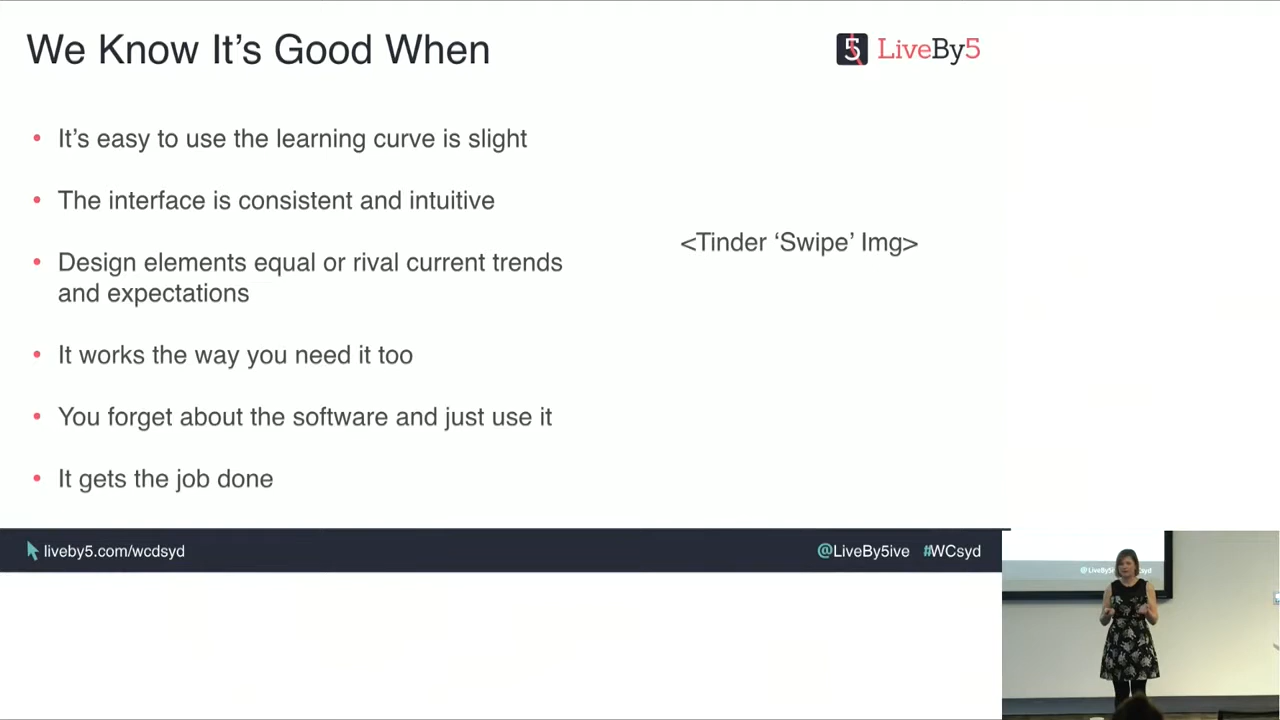 We Know It’s Good When
5 LiveBy5
• It’s easy to use the learning curve is slight
• The interface is consistent and intuitive
<Tinder ‘Swipe’ Img>
• Design elements equal or rival current trends
and expectations
• It works the way you need it too
• You forget about the software and just use it
• It gets the job done
liveby5.com/wcdsyd
@LiveBy5ive #WCsyd